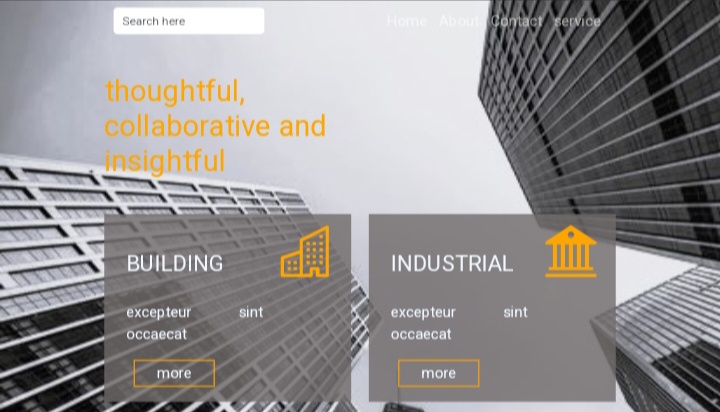 Search here
Home About Contact service
thoughtful,
collaborative and
insightful
BUILDING
excepteur sint
occaecat
more
INDUSTRIAL
excepteur sint
occaecat
more